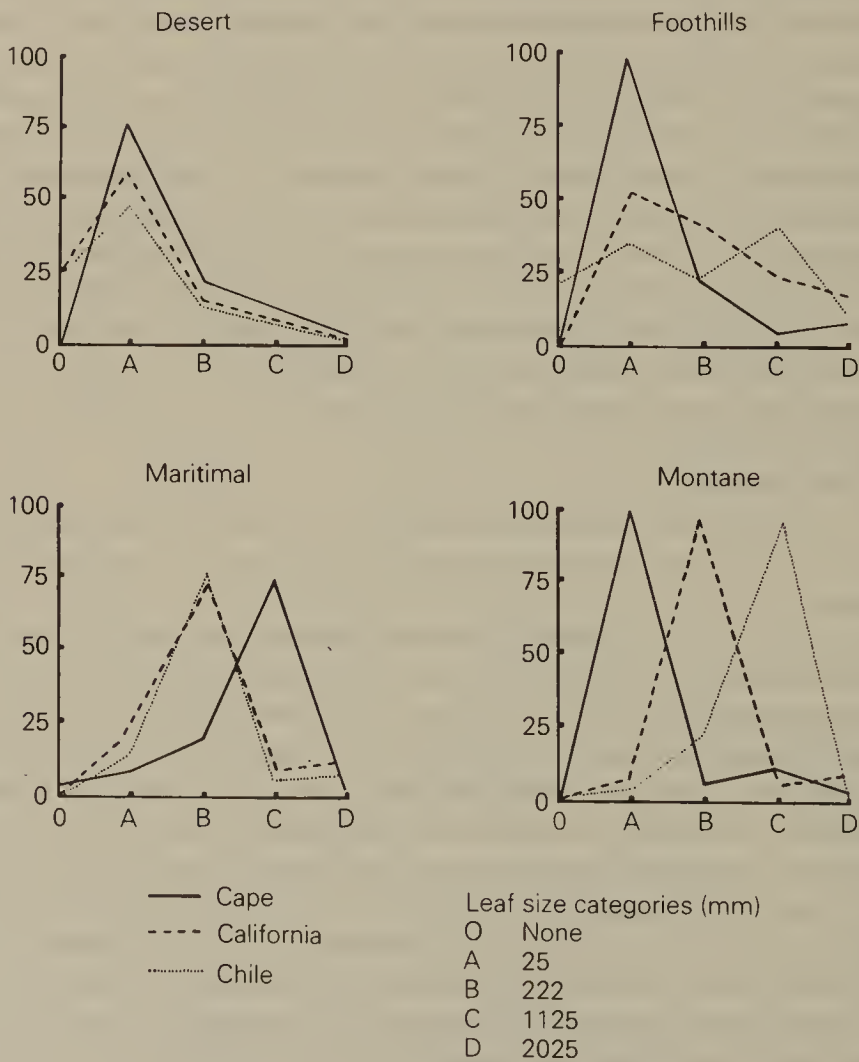 Desert
100
75
50
25
0
O A B C D
Foothills
100
75
50
25
0
O A B C D
Maritimal
100
75
50
25
0
O A B C D
Montane
100
75
50
25
0
O A B C D
Cape
California
Chile
Leaf size categories (mm)
O None
A 25
B 222
C 1125
D 2025